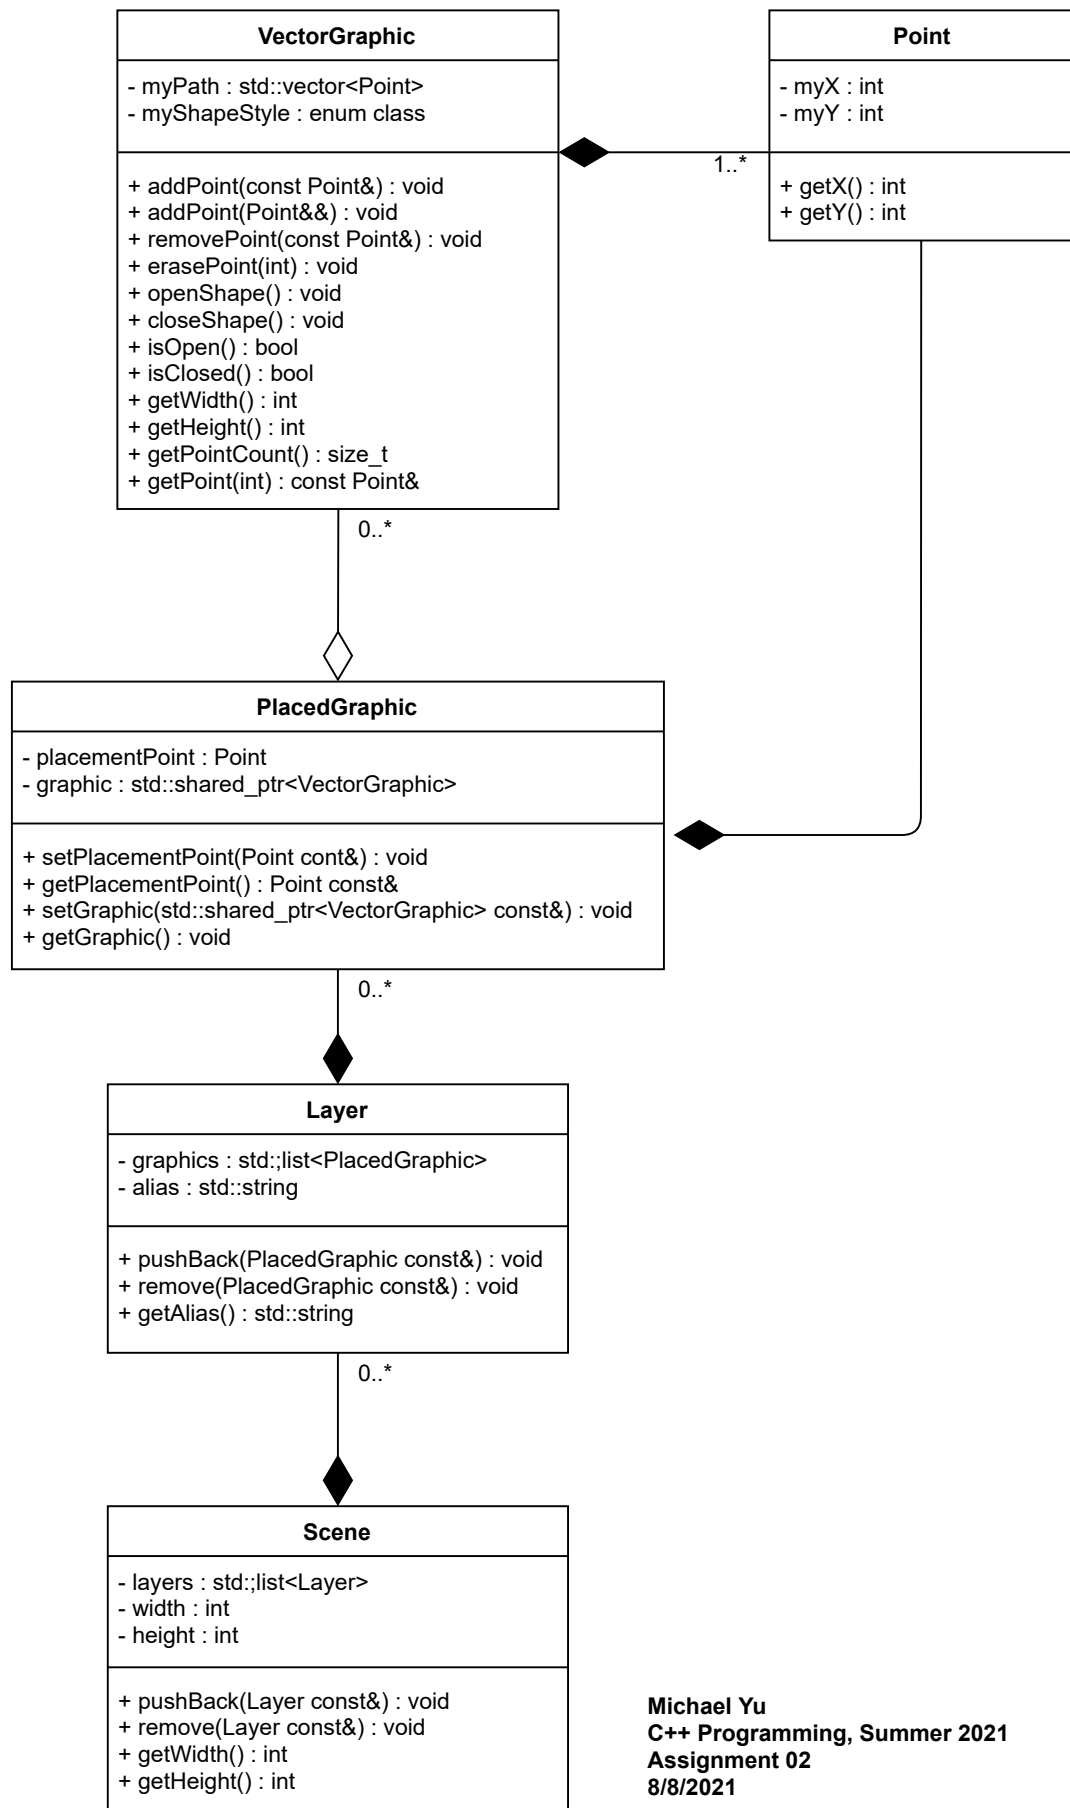 VectorGraphic
- myPath : std::vector<Point>
- myShapeStyle : enum class
+ addPoint(const Point&) : void
+ addPoint(Point&&) : void
+ removePoint(const Point&) : void
+ erasePoint(int) : void
+ openShape() : void
+ closeShape() : void
+ isOpen() : bool
+ isClosed() : bool
+ getWidth() : int
+ getHeight() : int
+ getPointCount() : size_t
+ getPoint(int) : const Point&
Point
- myX : int
- myY : int
+ getX() : int
+ getY() : int
1..*
0..*
PlacedGraphic
- placementPoint : Point
- graphic : std::shared_ptr<VectorGraphic>
+ setPlacementPoint(Point cont&) : void
+ getPlacementPoint() : Point const&
+ setGraphic(std::shared_ptr<VectorGraphic> const&) : void
+ getGraphic() : void
0..*
Layer
- graphics : std:;list<PlacedGraphic>
- alias : std::string
+ pushBack(PlacedGraphic const&) : void
+ remove(PlacedGraphic const&) : void
+ getAlias() : std::string
0..*
Scene
- layers : std:;list<Layer>
- width : int
- height : int
+ pushBack(Layer const&) : void
+ remove(Layer const&) : void
+ getWidth() : int
+ getHeight() : int
Michael Yu
C++ Programming, Summer 2021
Assignment 02
8/8/2021